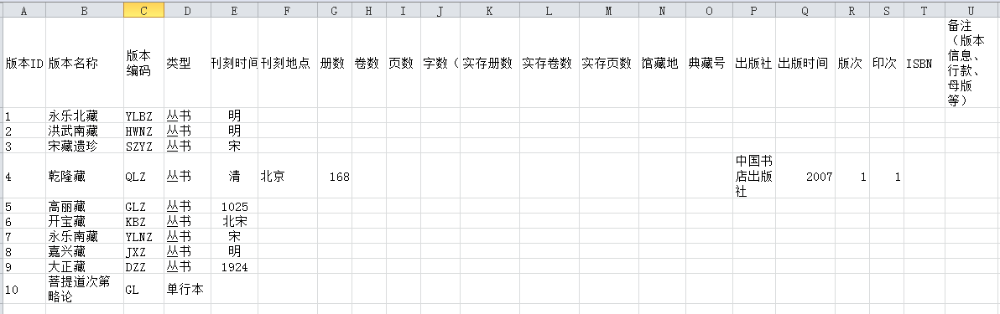 A B C D E F G H I J K L M N O P Q R S T U
版本ID 版本名称 版本编码 类型 刊刻时间 刊刻地点 册数 卷数 页数 字数（ 实存册数 实存卷数 实存页数 馆藏地 典藏号 出版社 出版时间 版次 印次 ISBN 备注（版本信息、行款、母版等）
1 永乐北藏 YLBZ 丛书 明
2 洪武南藏 HWNZ 丛书 明
3 宋藏遗珍 SZYZ 丛书 宋
4 乾隆藏 QLZ 丛书 清 北京 168 中国书店出版社 2007 1 1
5 高丽藏 GLZ 丛书 1025
6 开宝藏 KBZ 丛书 北宋
7 永乐南藏 YLNZ 丛书 宋
8 嘉兴藏 JXZ 丛书 明
9 大正藏 DZZ 丛书 1924
10 菩提道次第略论 GL 单行本